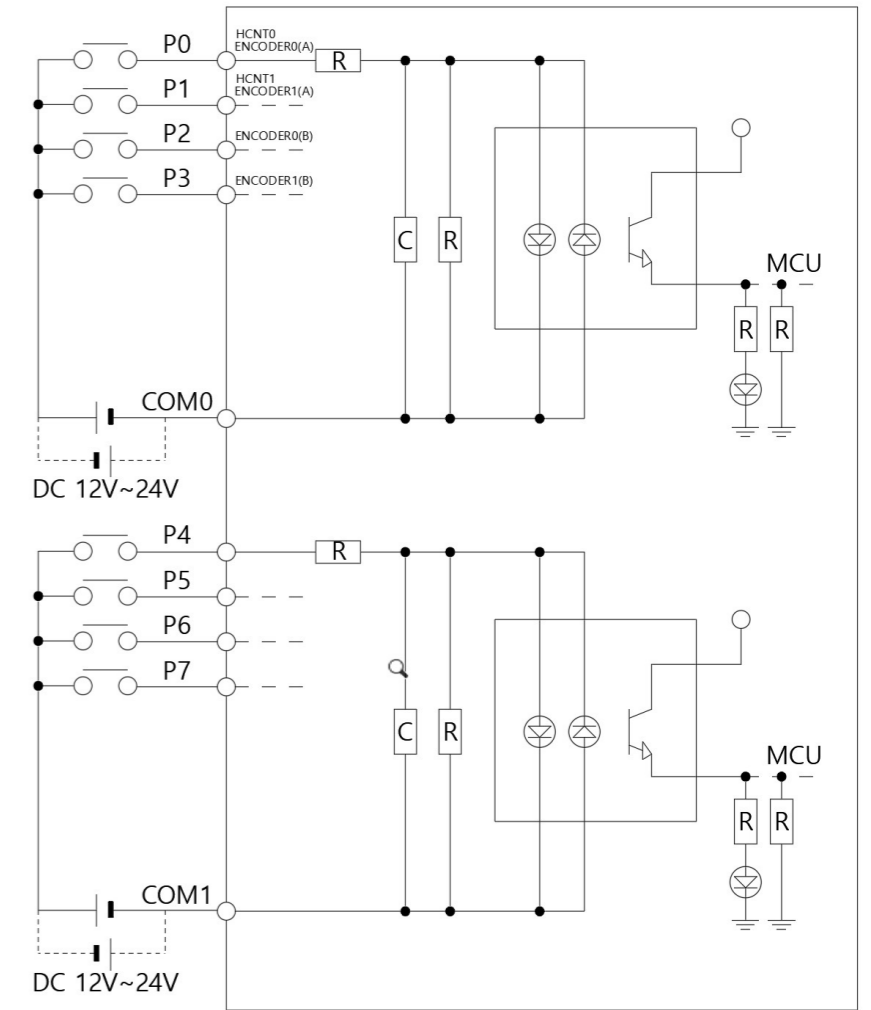 P0
HCNT0
ENCODER0(A)
R
P1
HCNT1
ENCODER1(A)
P2
ENCODER0(B)
P3
ENCODER1(B)
C
R
MCU
R
R
COM0
DC 12V~24V
P4
R
P5
P6
P7
C
R
MCU
R
R
COM1
DC 12V~24V